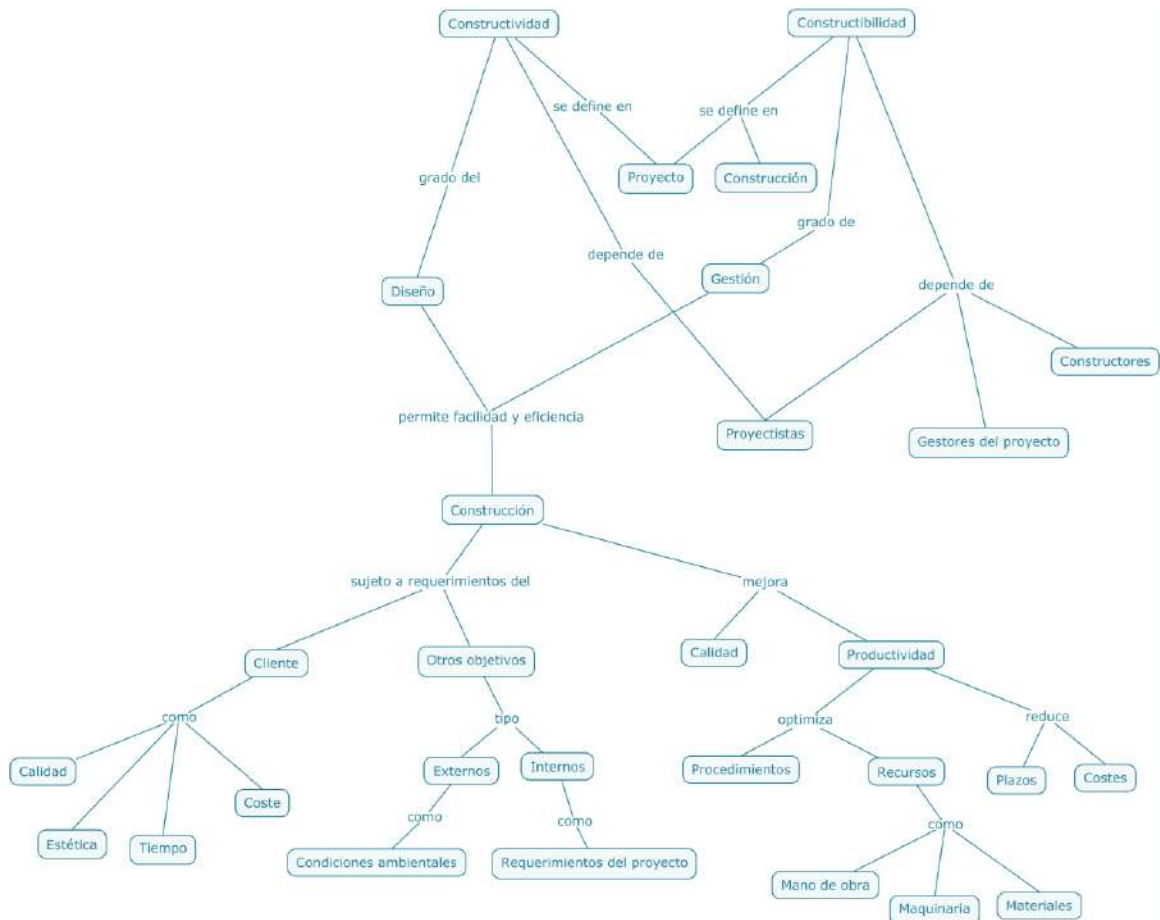 Constructividad
Constructibilidad
se define en
se define en
Proyecto
Construcción
grado del
grado de
depende de
Gestión
Diseño
depende de
Constructores
permite facilidad y eficiencia
Proyectistas
Gestores del proyecto
Construcción
sujeto a requerimientos del
mejora
Cliente
Otros objetivos
Calidad
Productividad
como
tipo
optimiza
reduce
Calidad
Externos
Internos
Procedimientos
Recursos
Plazos
Costes
Coste
Estética
Tiempo
como
como
como
Condiciones ambientales
Requerimientos del proyecto
Mano de obra
Maquinaria
Materiales